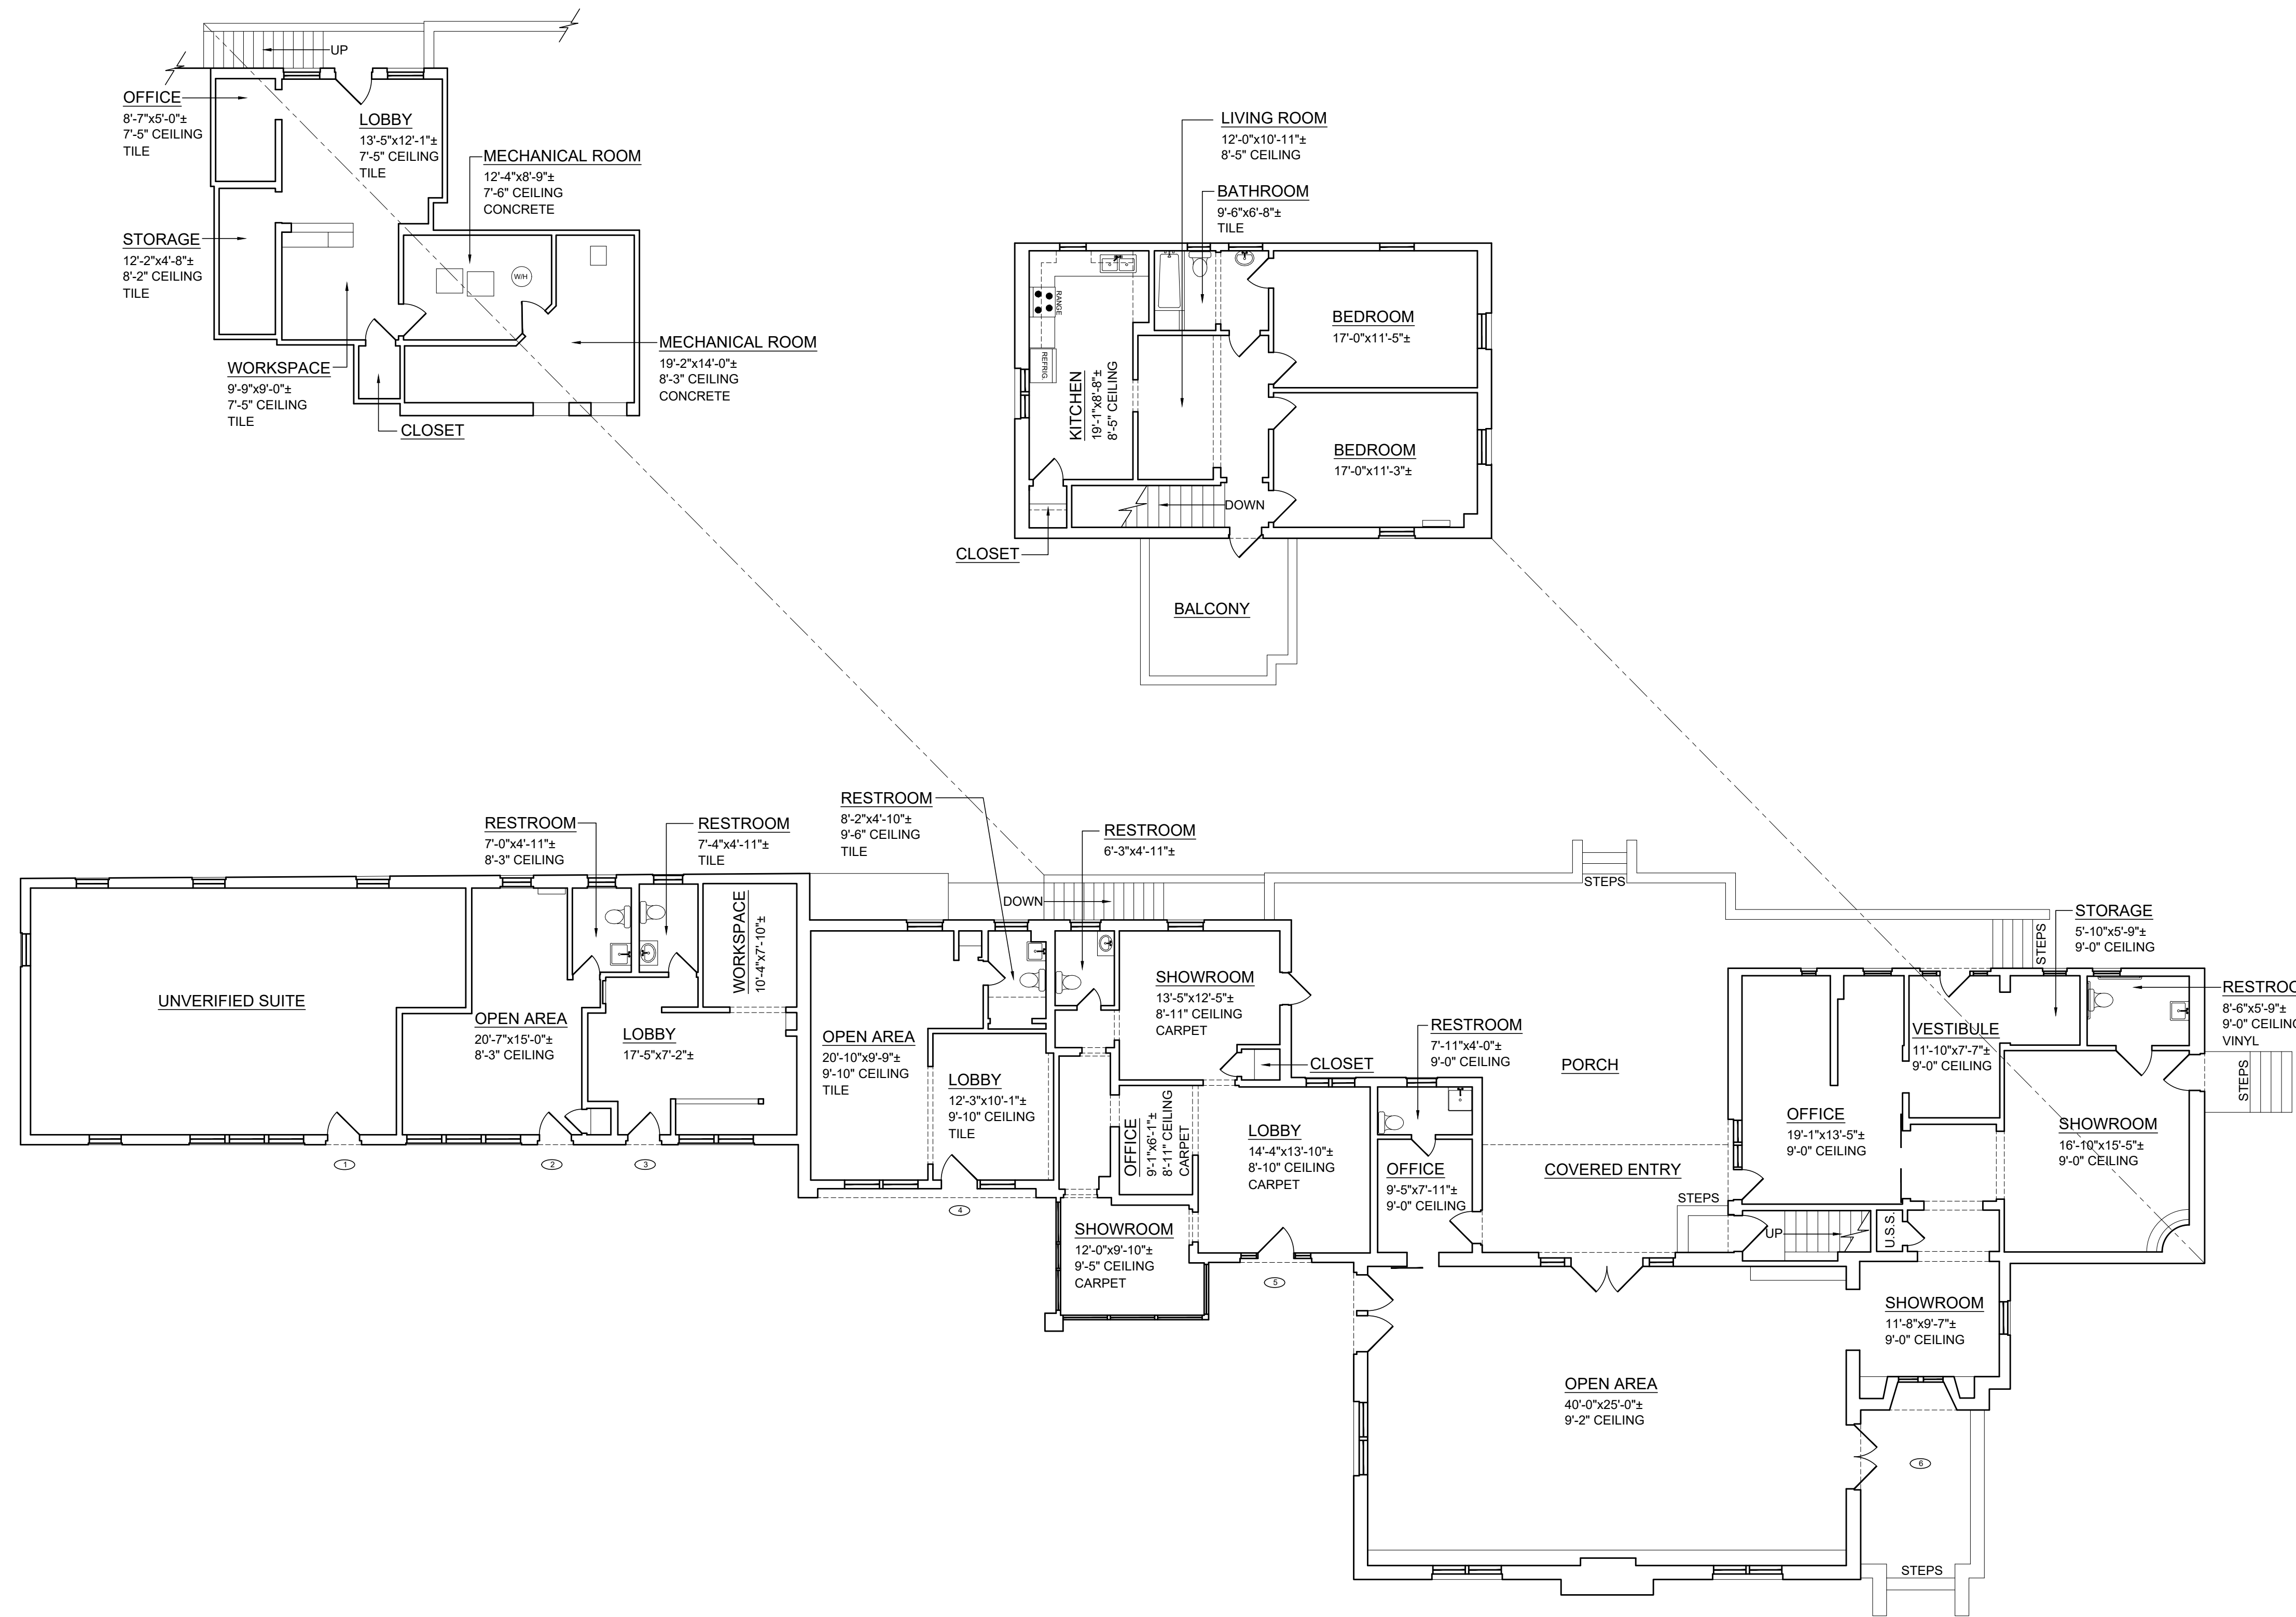 UP
OFFICE
8'-7"x5'-0"±
7'-5" CEILING
TILE
LOBBY
13'-5"x12'-1"±
7'-5" CEILING
TILE
MECHANICAL ROOM
12'-4"x8'-9"±
7'-6" CEILING
CONCRETE
STORAGE
12'-2"x4'-8"±
8'-2" CEILING
TILE
W/H
MECHANICAL ROOM
19'-2"x14'-0"±
8'-3" CEILING
CONCRETE
WORKSPACE
9'-9"x9'-0"±
7'-5" CEILING
TILE
CLOSET
LIVING ROOM
12'-0"x10'-11"±
8'-5" CEILING
BATHROOM
9'-6"x6'-8"±
TILE
RANGE
REFRIG.
KITCHEN
19'-1"x8'-8"±
8'-5" CEILING
BEDROOM
17'-0"x11'-5"±
BEDROOM
17'-0"x11'-3"±
DOWN
CLOSET
BALCONY
RESTROOM
7'-0"x4'-11"±
8'-3" CEILING
RESTROOM
7'-4"x4'-11"±
TILE
RESTROOM
8'-2"x4'-10"±
9'-6" CEILING
TILE
RESTROOM
6'-3"x4'-11"±
UNVERIFIED SUITE
OPEN AREA
20'-7"x15'-0"±
8'-3" CEILING
WORKSPACE
10'-4"x7'-10"±
LOBBY
17'-5"x7'-2"±
OPEN AREA
20'-10"x9'-9"±
9'-10" CEILING
TILE
LOBBY
12'-3"x10'-1"±
9'-10" CEILING
TILE
DOWN
SHOWROOM
13'-5"x12'-5"±
8'-11" CEILING
CARPET
CLOSET
OFFICE
9'-1"x6'-1"±
8'-11" CEILING
CARPET
LOBBY
14'-4"x13'-10"±
8'-10" CEILING
CARPET
SHOWROOM
12'-0"x9'-10"±
9'-5" CEILING
CARPET
RESTROOM
7'-11"x4'-0"±
9'-0" CEILING
OFFICE
9'-5"x7'-11"±
9'-0" CEILING
STEPS
PORCH
COVERED ENTRY
STEPS
UP
U.S.S.
OFFICE
19'-1"x13'-5"±
9'-0" CEILING
VESTIBULE
11'-10"x7'-7"±
9'-0" CEILING
STEPS
STORAGE
5'-10"x5'-9"±
9'-0" CEILING
RESTROO
8'-6"x5'-9"±
9'-0" CEILING
VINYL
STEPS
SHOWROOM
16'-10"x15'-5"±
9'-0" CEILING
SHOWROOM
11'-8"x9'-7"±
9'-0" CEILING
OPEN AREA
40'-0"x25'-0"±
9'-2" CEILING
STEPS
1
2
3
4
5
6